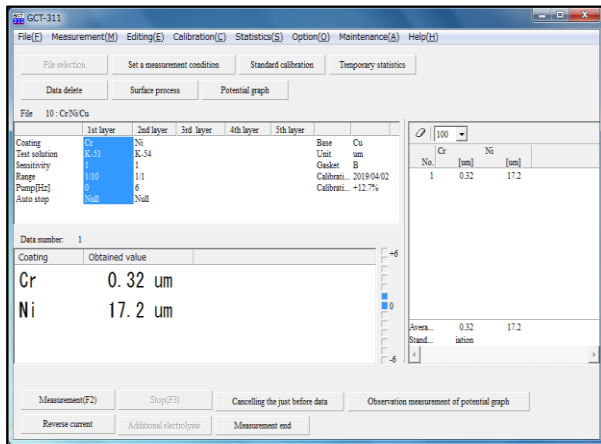 GCT-311
File(F) Measurement(M) Editing(E) Calibration(C) Statistics(S) Option(O) Maintenance(A) Help(H)
File selection Set a measurement condition Standard calibration Temporary statistics
Data delete Surface process Potential graph
File 10 : Cr/Ni/Cu
1st layer 2nd layer 3rd layer 4th layer 5th layer
Coating Cr Ni Base Cu
Test solution K-51 K-54 Unit um
Sensitivity 1 1 Gasket B
Range 1/10 1/1 Calibrati... 2019/04/02
Pump[Hz] 0 6 Calibrati... +12.7%
Auto stop Null Null
100
Cr Ni
No. [um] [um]
1 0.32 17.2
Data number: 1
Coating Obtained value
Cr 0.32 um
Ni 17.2 um
+6
0
-6
Avera... 0.32 17.2
Stand... iation
Measurement(F2) Stop(F3) Cancelling the just before data Observation measurement of potential graph
Reverse current Additional electrolysis Measurement end